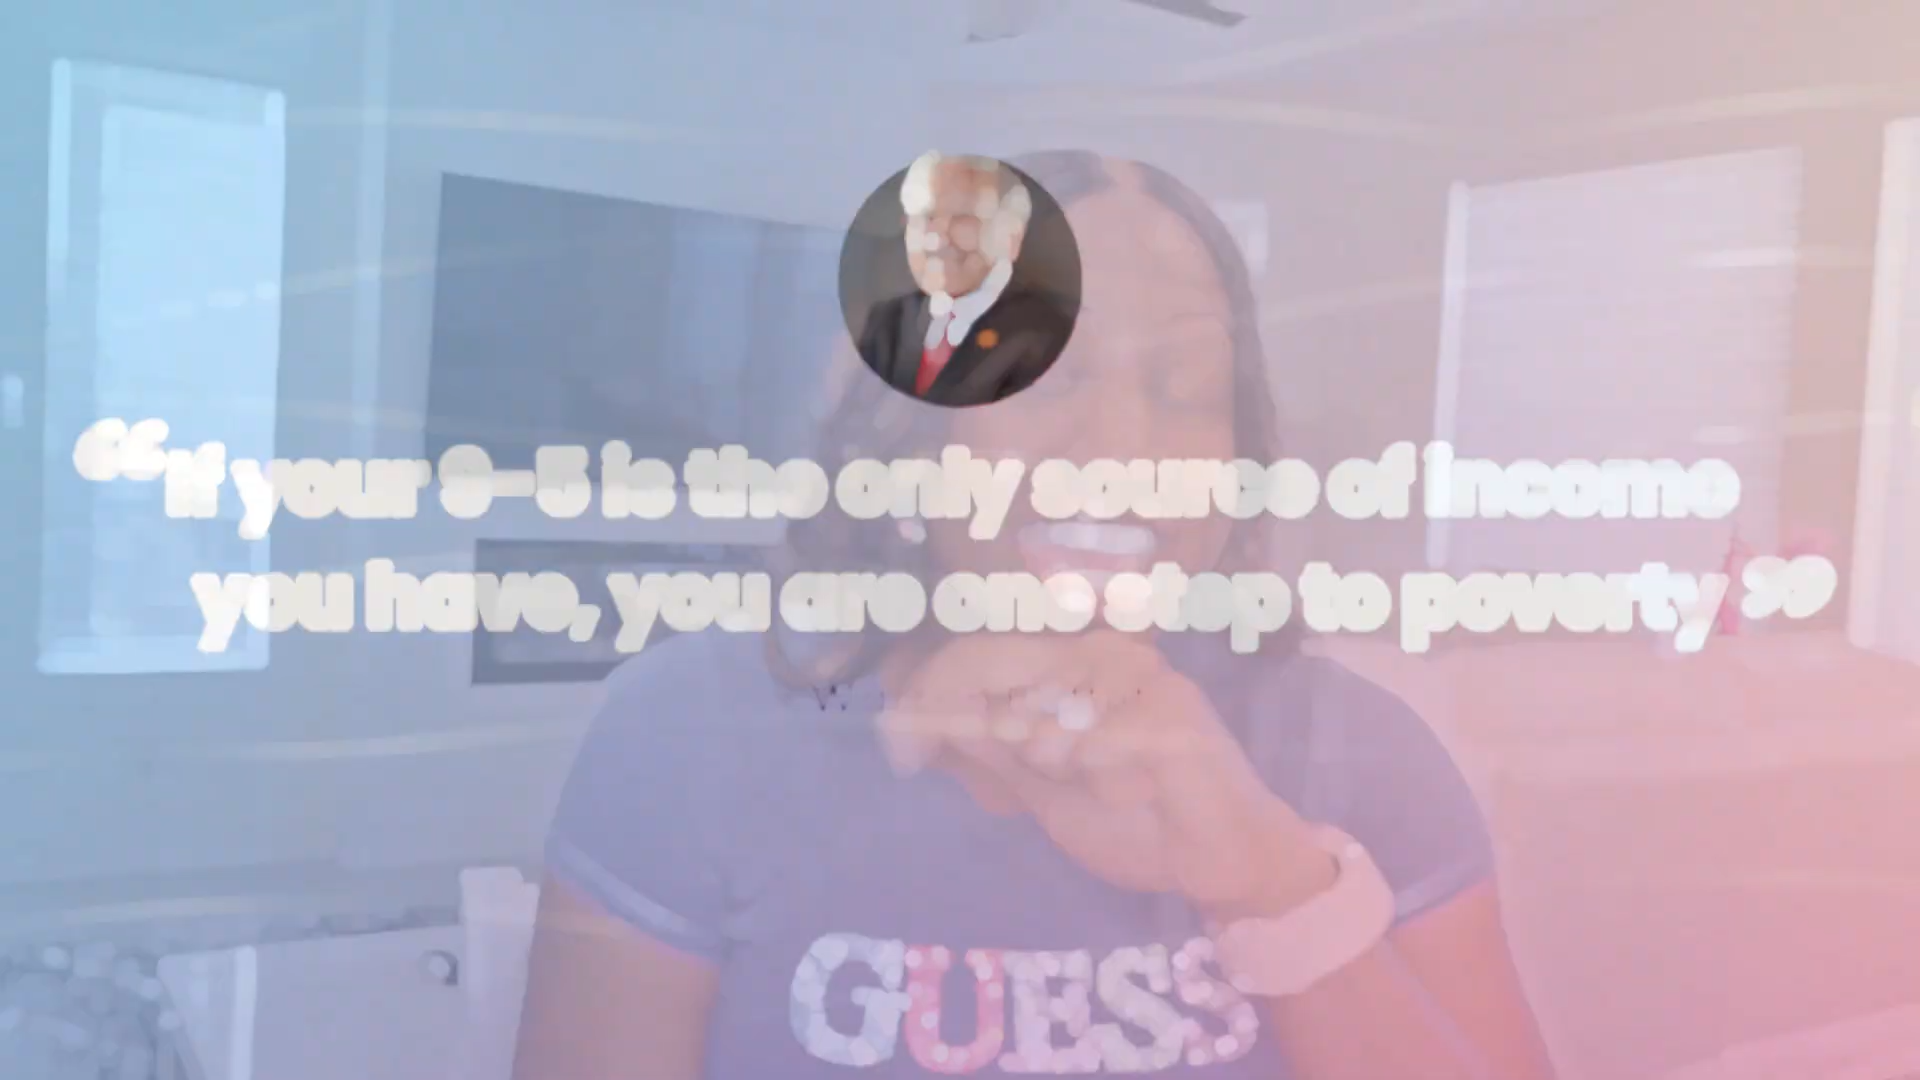 “If your 9-5 is the only source of income
you have, you are one step to poverty”
GUESS